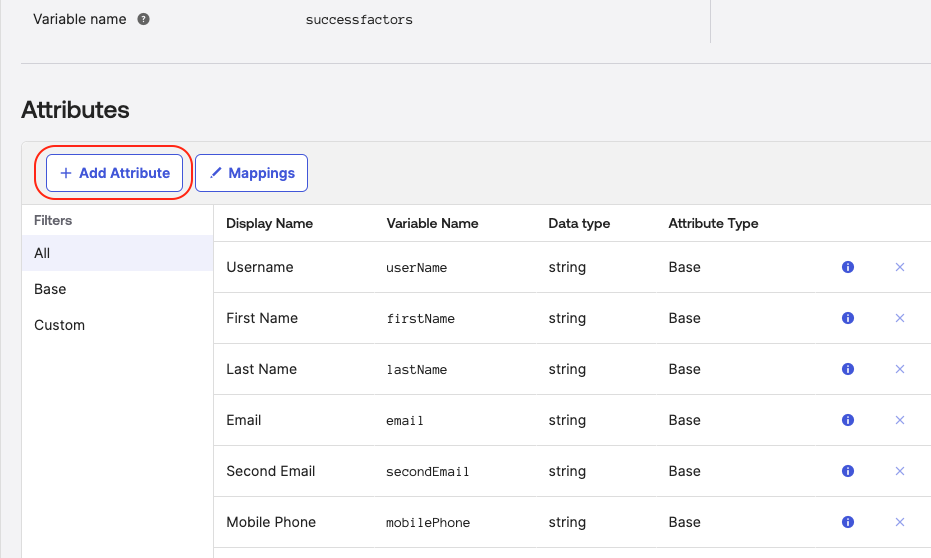 Variable name ?
successfactors
Attributes
+ Add Attribute
Mappings
Filters
All
Base
Custom
Display Name Variable Name Data type Attribute Type
Username userName string Base
First Name firstName string Base
Last Name lastName string Base
Email email string Base
Second Email secondEmail string Base
Mobile Phone mobilePhone string Base